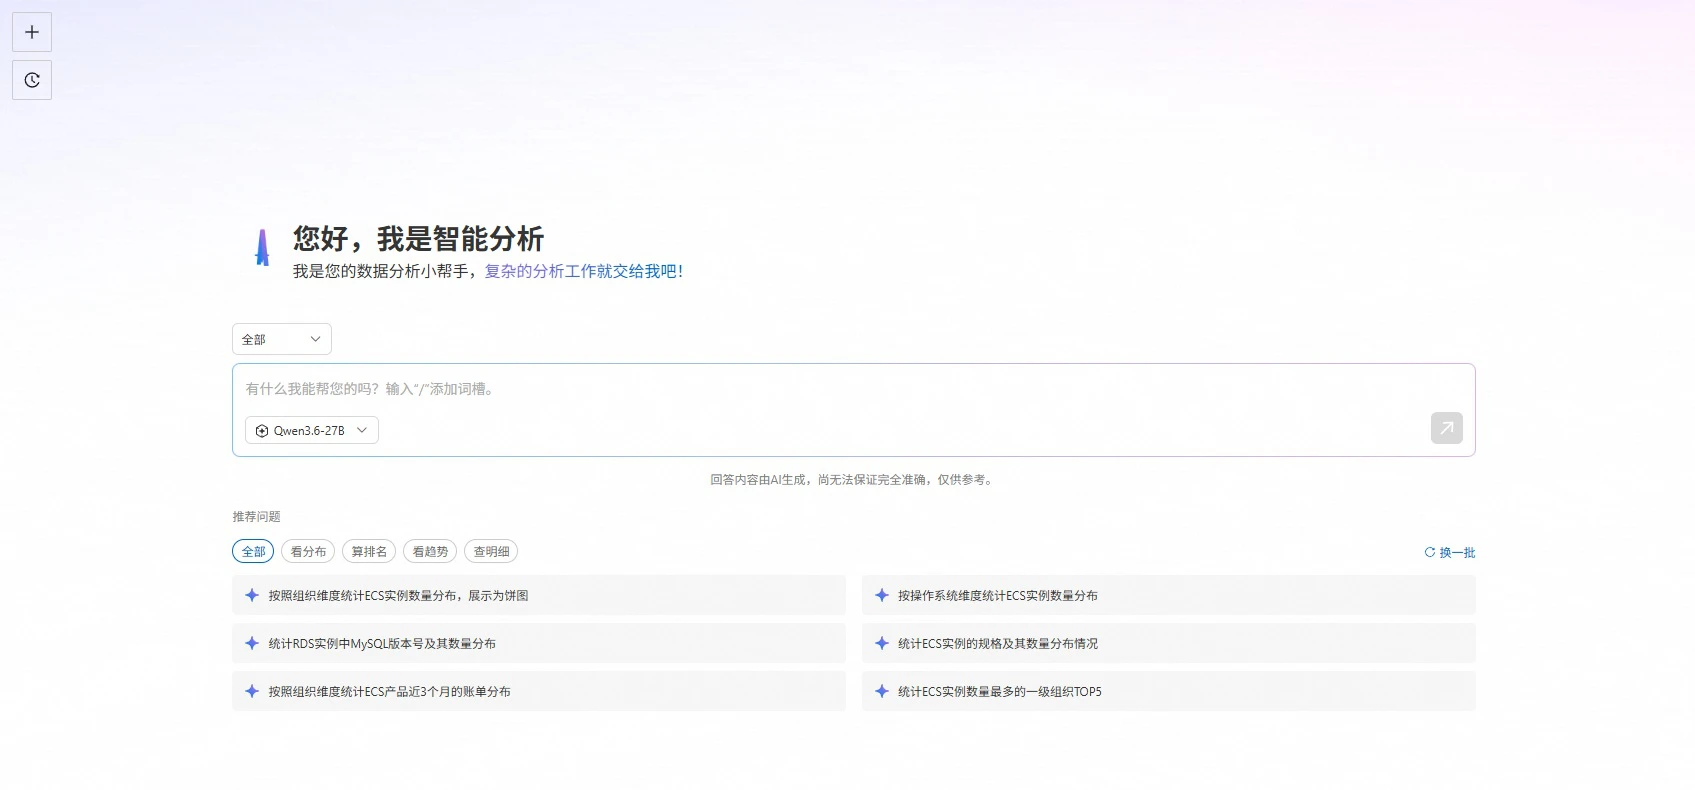 您好，我是智能分析
我是您的数据分析小帮手，复杂的分析工作就交给我吧！
全部
有什么我能帮您的吗？输入“/”添加词槽。
Qwen3.6-27B
回答内容由AI生成，尚无法保证完全准确，仅供参考。
推荐问题
全部 看分布 算排名 看趋势 查明细 换一批
按照组织维度统计ECS实例数量分布，展示为饼图
按操作系统维度统计ECS实例数量分布
统计RDS实例中MySQL版本号及其数量分布
统计ECS实例的规格及其数量分布情况
按照组织维度统计ECS产品近3个月的账单分布
统计ECS实例数量最多的一级组织TOP5